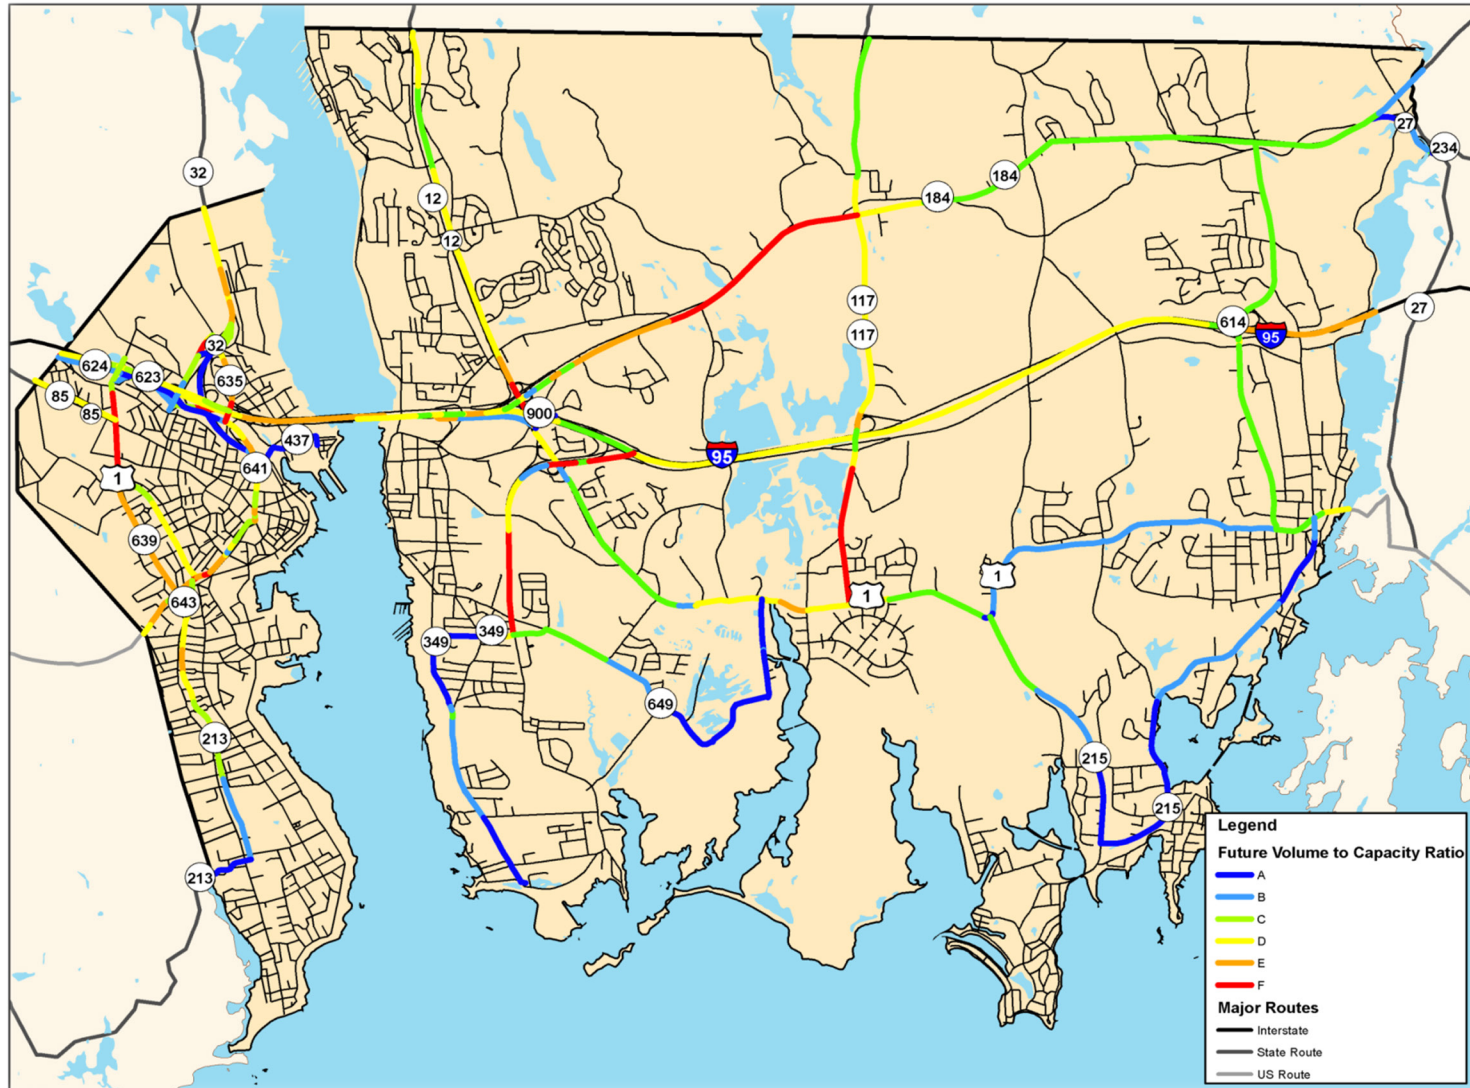 27
234
32
184
12
184
12
117
27
614
95
117
32
624
623
635
85
85
900
437
95
641
1
639
1
1
643
349
349
649
213
215
215
213
Legend
Future Volume to Capacity Ratio
A
B
C
D
E
F
Major Routes
Interstate
State Route
US Route